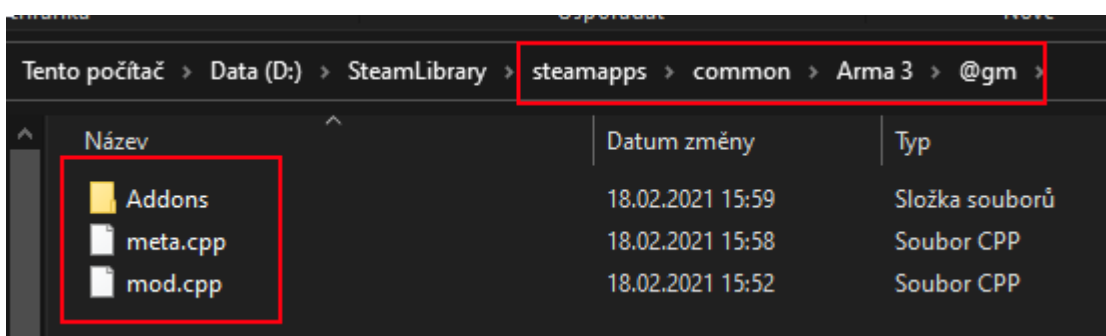 Tento počítač > Data (D:) > SteamLibrary > steamapps > common > Arma 3 > @gm >
Název Datum změny Typ
Addons 18.02.2021 15:59 Složka souborů
meta.cpp 18.02.2021 15:58 Soubor CPP
mod.cpp 18.02.2021 15:52 Soubor CPP